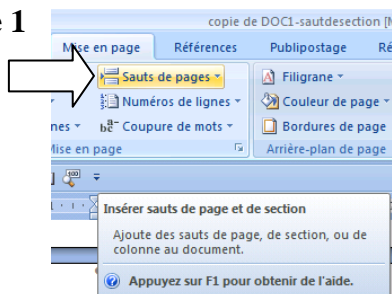 e 1
copie de DOC1-sautdesection [M
Mise en page Références Publipostage Ré
Sauts de pages Filigrane
Numéros de lignes Couleur de page
nes bc Coupure de mots Bordures de page
Mise en page Arrière-plan de page
Insérer sauts de page et de section
Ajoute des sauts de page, de section, ou de
colonne au document.
Appuyez sur F1 pour obtenir de l'aide.